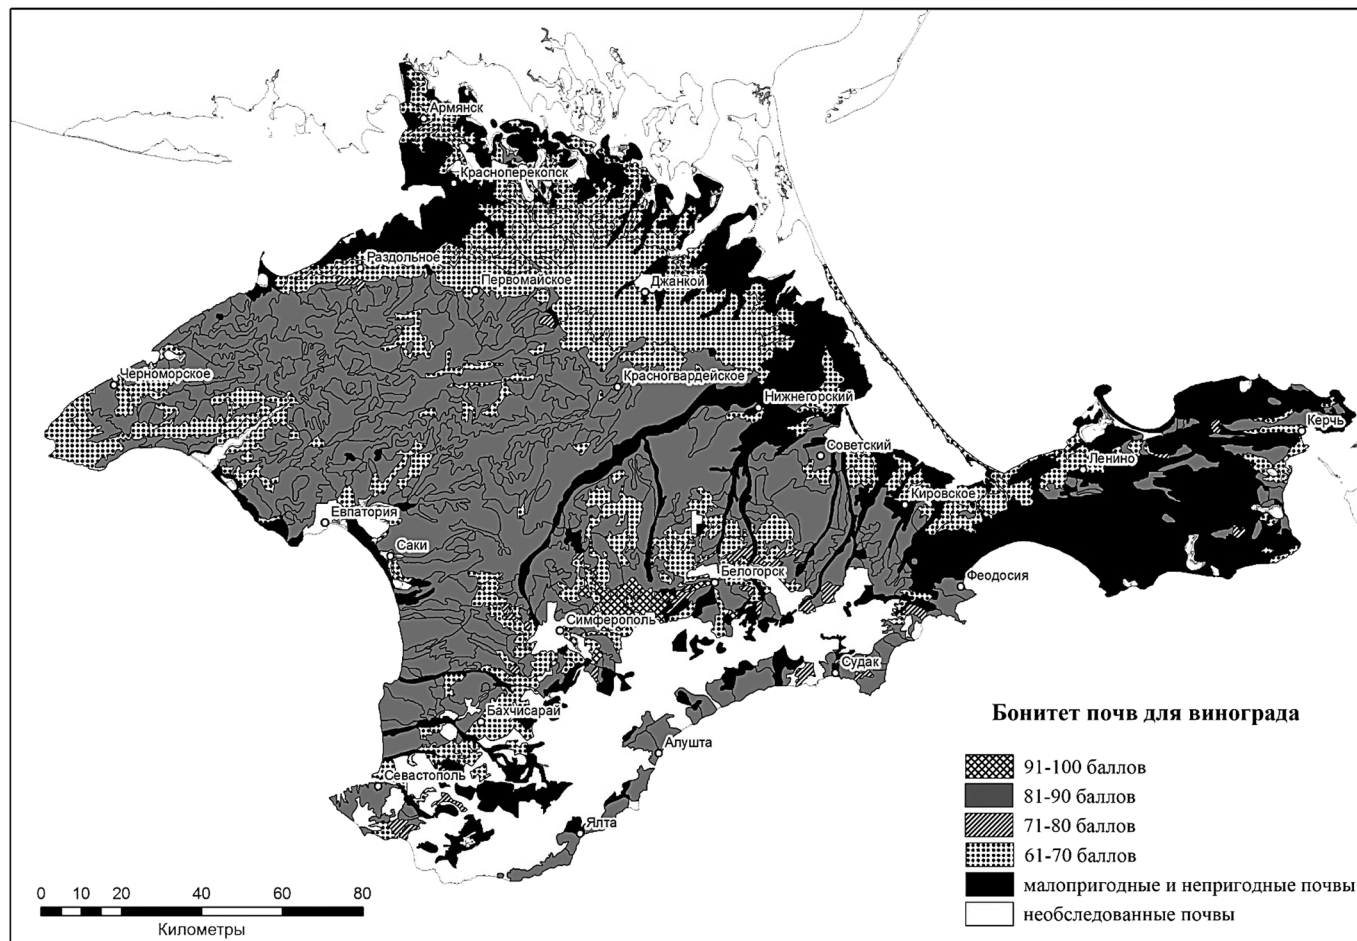 Армянск
Красноперекопск
Раздольное
Первомайское
Джанкой
Черноморское
Красногвардейское
Нижнегорский
Керчь
Советский
Ленино
Кировское
Евпатория
Саки
Белогорск
Феодосия
Симферополь
Судак
Бахчисарай
Алушта
Севастополь
Ялта
Бонитет почв для винограда
91-100 баллов
81-90 баллов
71-80 баллов
61-70 баллов
малопригодные и непригодные почвы
необследованные почвы
0 10 20 40 60 80
Километры